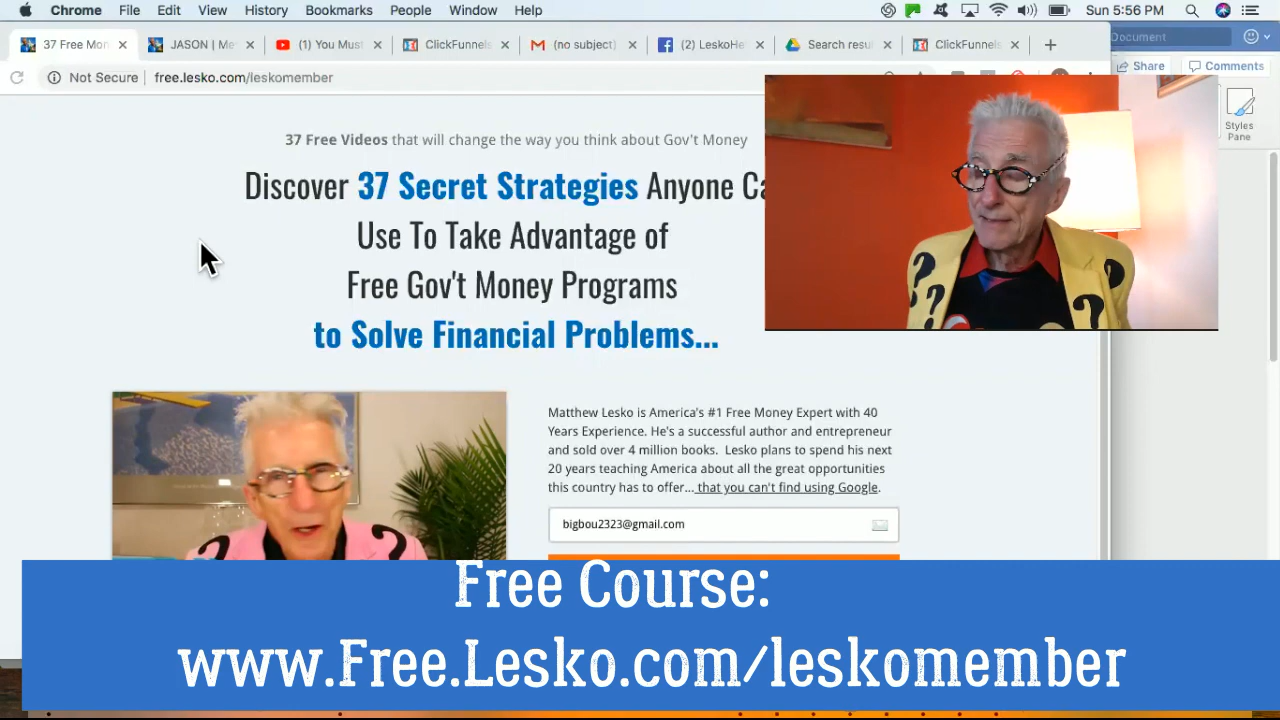 Chrome File Edit View History Bookmarks People Window Help Sun 5:56 PM
37 Free Mon JASON (1) You Must ClickFunnels (no subject) (2) LeskoHe Search resu ClickFunnels Document
Share Comments
Not Secure free.lesko.com/leskomember
Styles
Pane
37 Free Videos that will change the way you think about Gov't Money
Discover 37 Secret Strategies Anyone Ca
Use To Take Advantage of
Free Gov't Money Programs
to Solve Financial Problems...
Matthew Lesko is America's #1 Free Money Expert with 40
Years Experience. He's a successful author and entrepreneur
and sold over 4 million books. Lesko plans to spend his next
20 years teaching America about all the great opportunities
this country has to offer... that you can't find using Google.
bigbou2323@gmail.com
Free Course:
www.Free.Lesko.com/leskomember